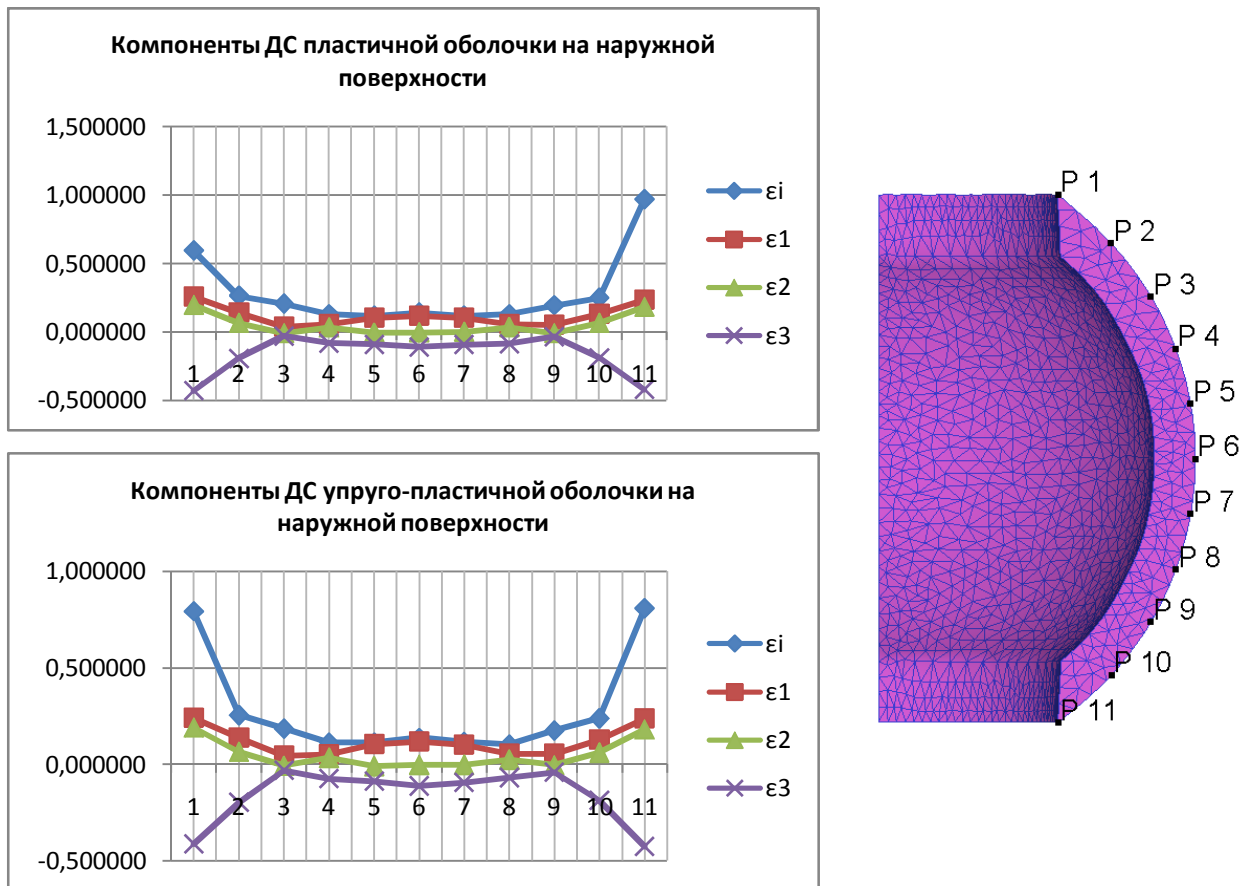 Компоненты ДС пластичной оболочки на наружной
поверхности
1,500000
1,000000
0,500000
0,000000
-0,500000
1 2 3 4 5 6 7 8 9 10 11
εi
ε1
ε2
ε3
Компоненты ДС упруго-пластичной оболочки на
наружной поверхности
1,000000
0,500000
0,000000
-0,500000
1 2 3 4 5 6 7 8 9 10 11
εi
ε1
ε2
ε3
P 1
P 2
P 3
P 4
P 5
P 6
P 7
P 8
P 9
P 10
P 11